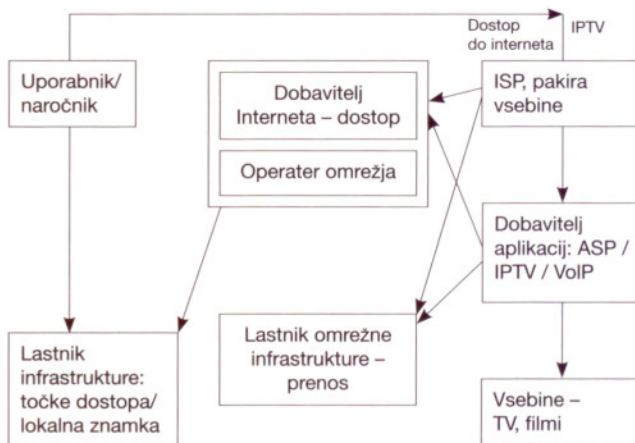 Dostop
do interneta
IPTV
Uporabnik/
naročnik
Dobavitelj
Interneta – dostop
Operater omrežja
ISP, pakira
vsebine
Dobavitelj
aplikacij: ASP /
IPTV / VoIP
Lastnik
infrastrukture:
točke dostopa/
lokalna znamka
Lastnik omrežne
infrastrukture –
prenos
Vsebine –
TV, filmi